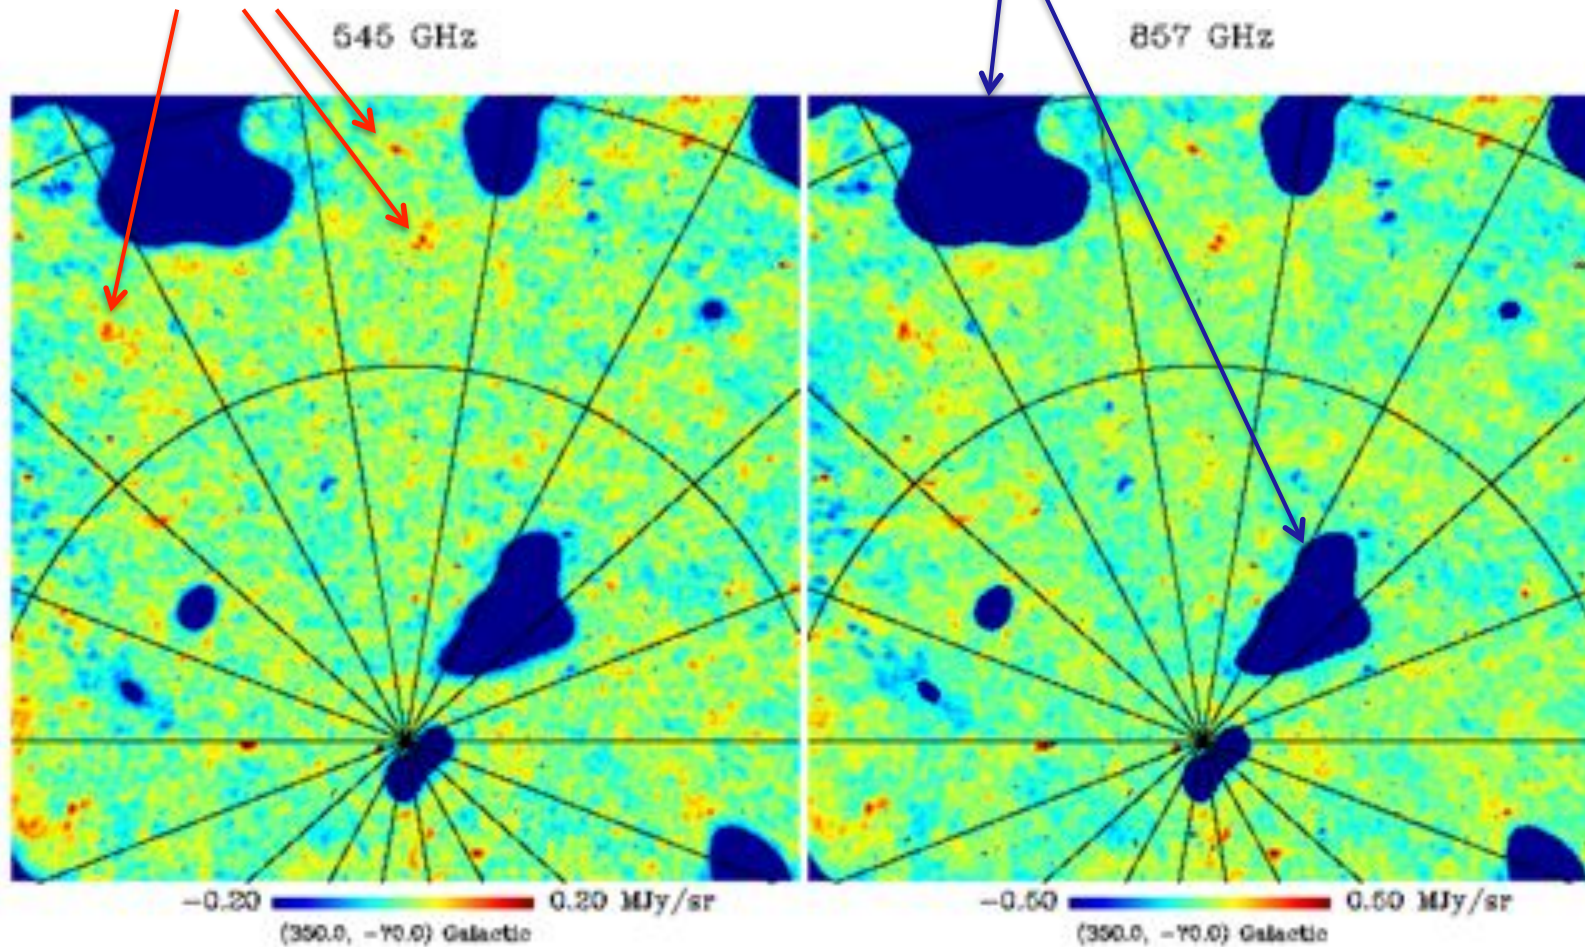 545 GHz
857 GHz
-0.20 0.20 MJy/sr
(350.0, -70.0) Galactic
-0.50 0.50 MJy/sr
(350.0, -70.0) Galactic